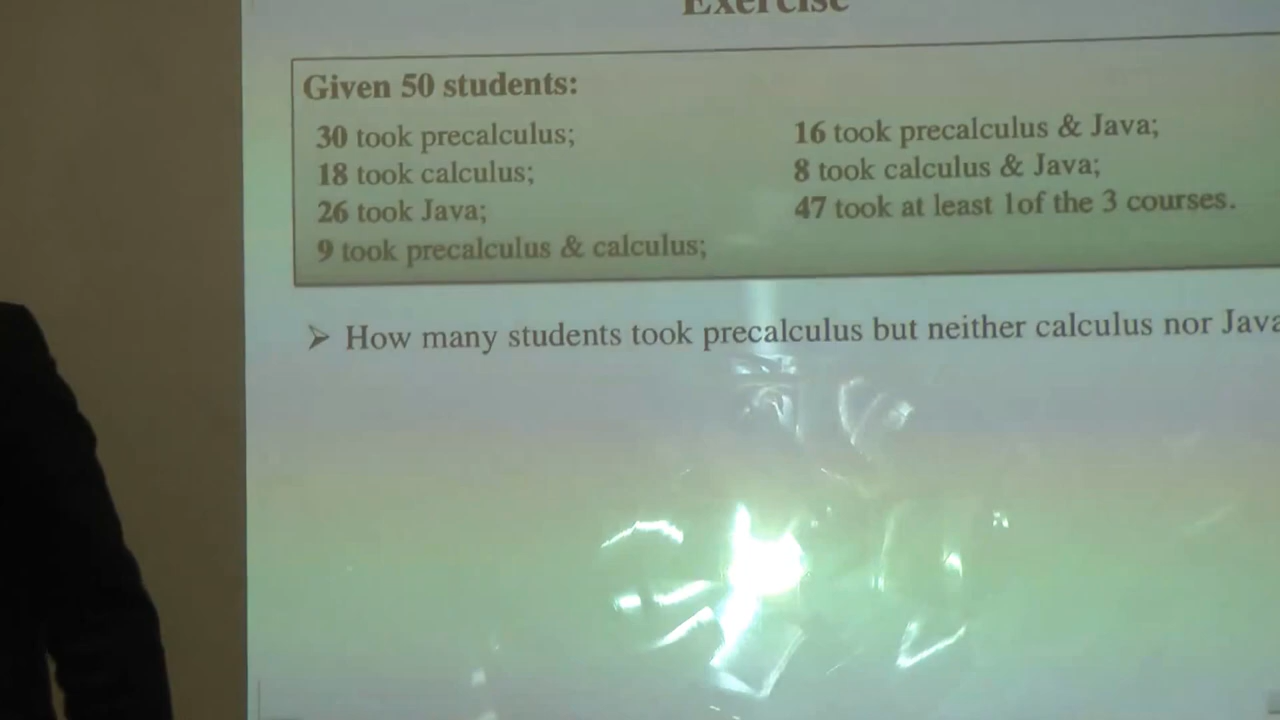 Exercise
Given 50 students:
30 took precalculus;
18 took calculus;
26 took Java;
9 took precalculus & calculus;
16 took precalculus & Java;
8 took calculus & Java;
47 took at least 1of the 3 courses.
➢ How many students took precalculus but neither calculus nor Java